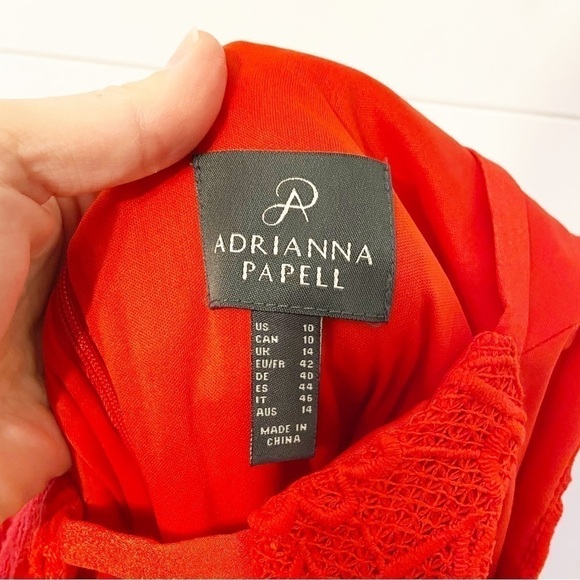 ADRIANNA
PAPELL
US 10
CAN 10
UK 14
EU/FR 42
DE 40
ES 44
IT 46
AUS 14
MADE IN
CHINA